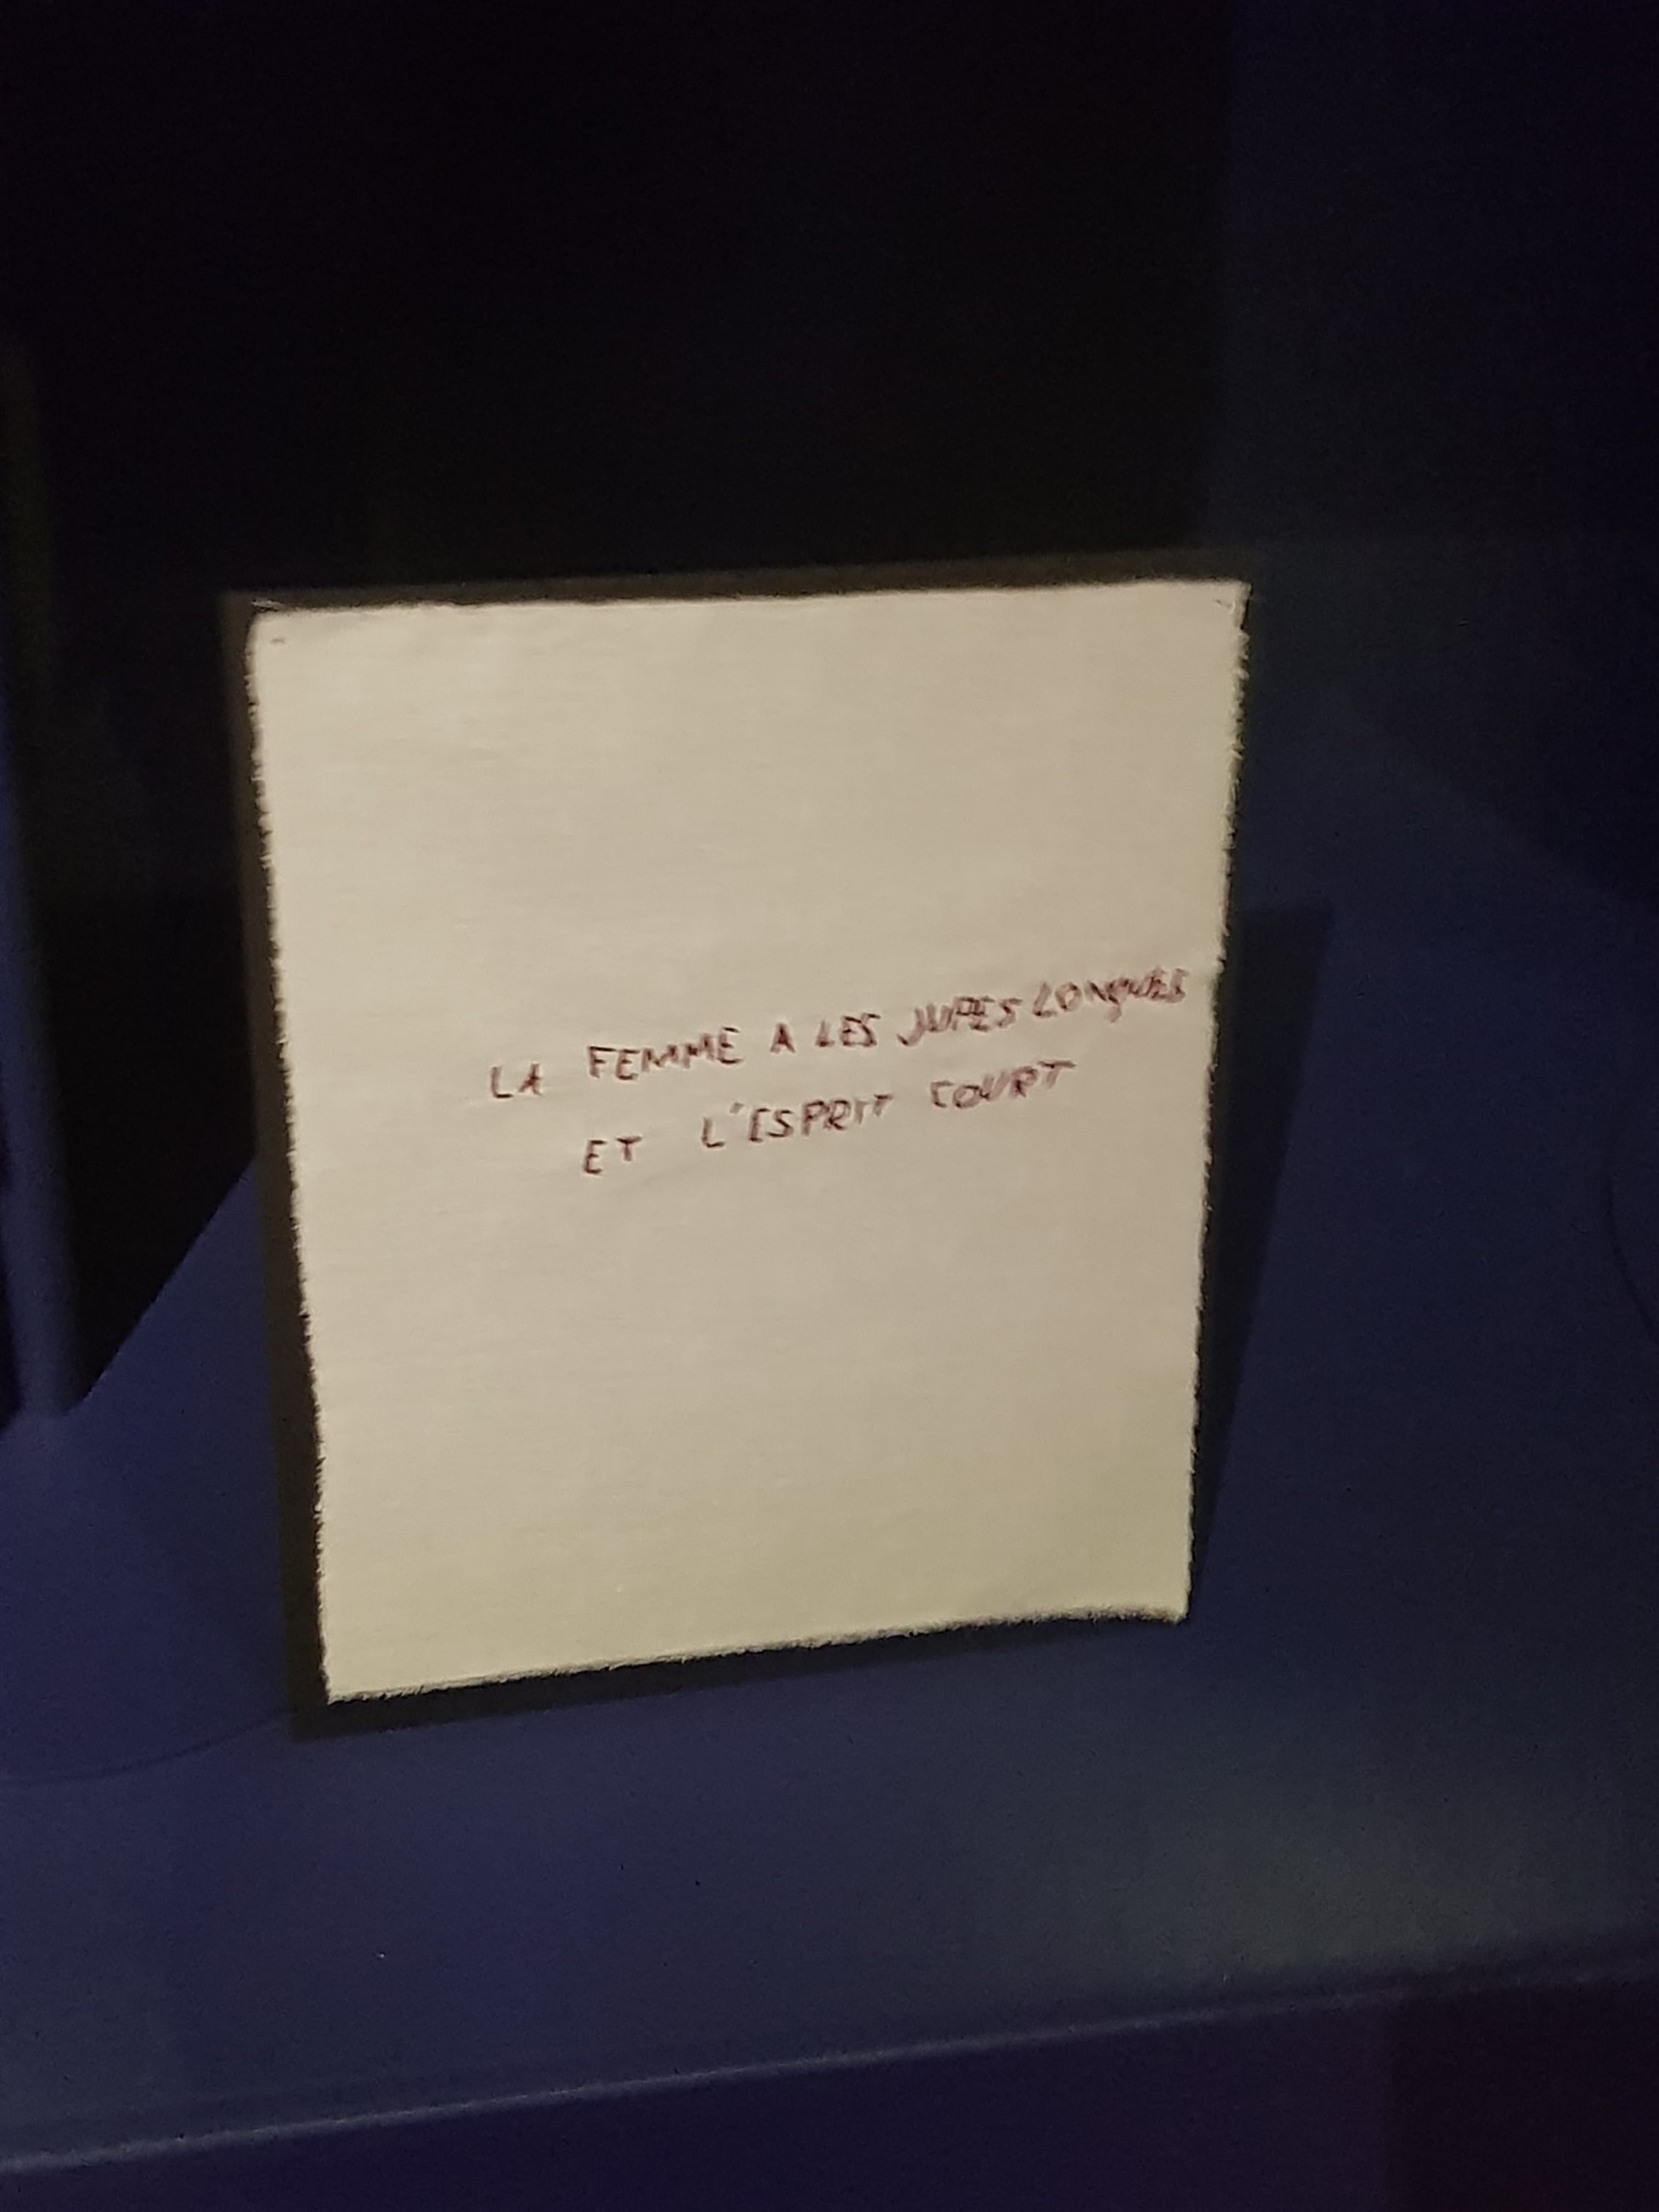 LA FEMME A LES JUPES LONGUES
ET L'ESPRIT COURT